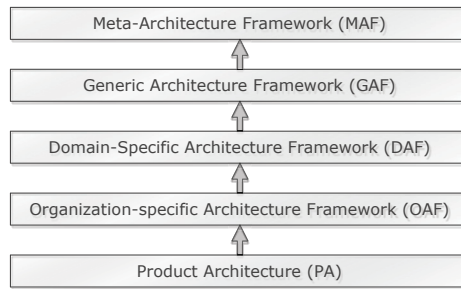 Meta-Architecture Framework (MAF)
Generic Architecture Framework (GAF)
Domain-Specific Architecture Framework (DAF)
Organization-specific Architecture Framework (OAF)
Product Architecture (PA)